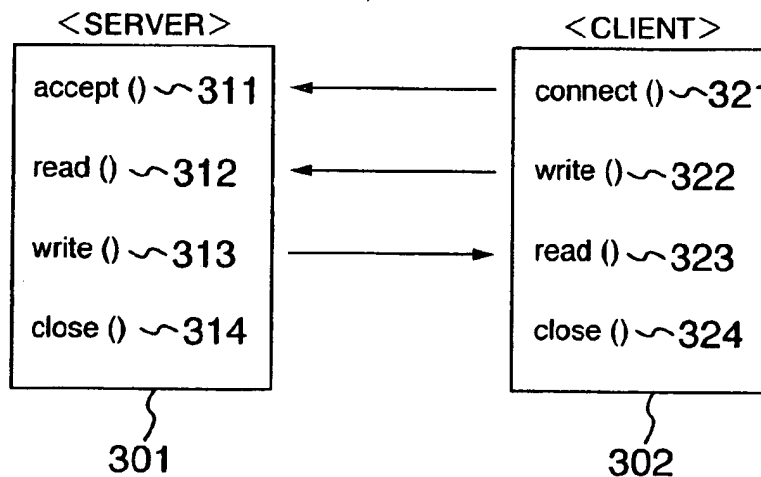 <SERVER>
accept () 311
read () 312
write () 313
close () 314
301
<CLIENT>
connect () 321
write () 322
read () 323
close () 324
302